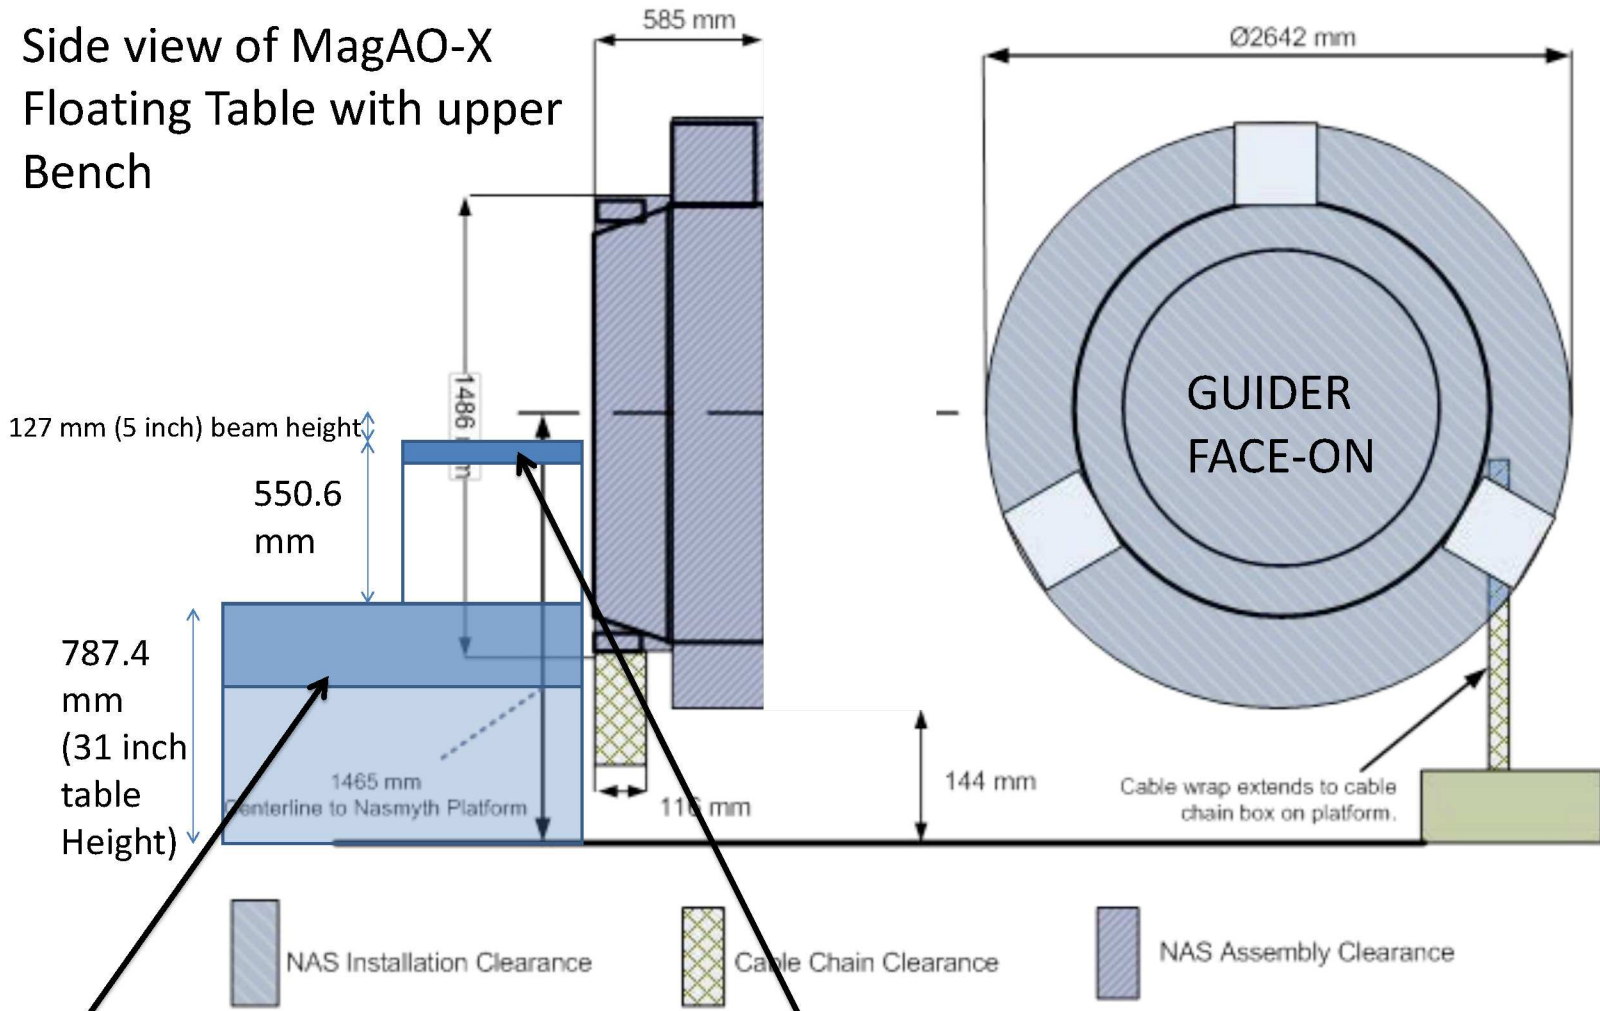 Side view of MagAO-X
Floating Table with upper
Bench
585 mm
Ø2642 mm
1486 mm
127 mm (5 inch) beam height
550.6
mm
787.4
mm
(31 inch
table
Height)
1465 mm
Centerline to Nasmyth Platform
116 mm
144 mm
GUIDER
FACE-ON
Cable wrap extends to cable
chain box on platform.
NAS Installation Clearance
Cable Chain Clearance
NAS Assembly Clearance